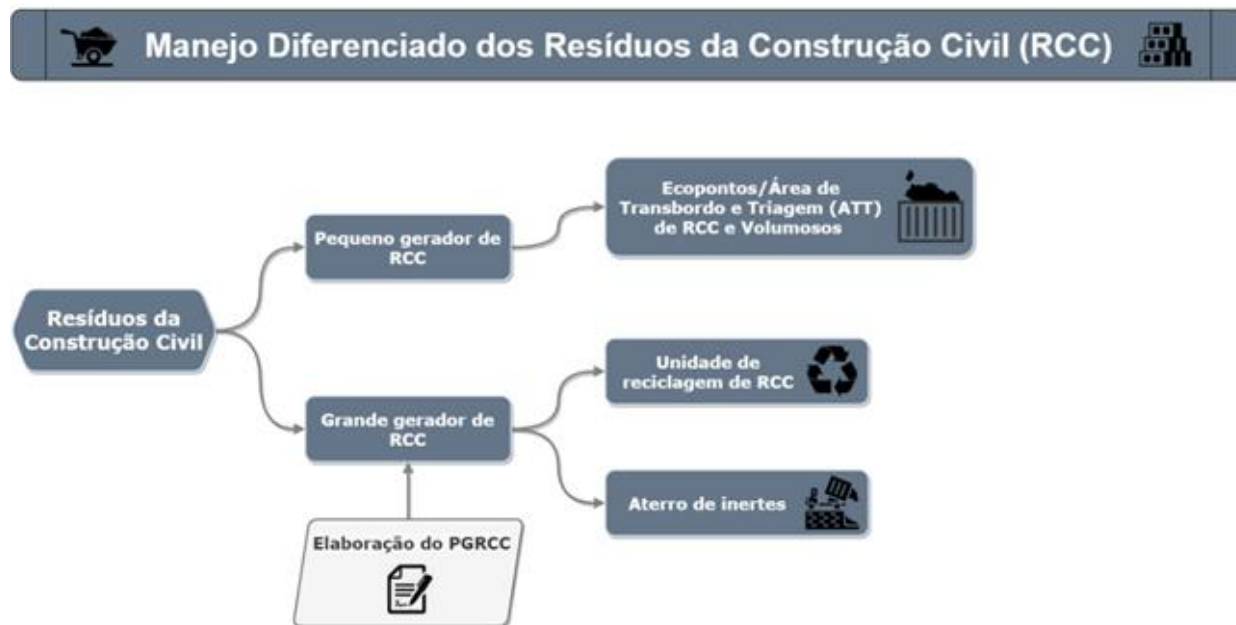 Manejo Diferenciado dos Resíduos da Construção Civil (RCC)
Ecopontos/Área de
Transbordo e Triagem (ATT)
de RCC e Volumosos
Pequeno gerador de
RCC
Resíduos da
Construção Civil
Unidade de
reciclagem de RCC
Grande gerador de
RCC
Aterro de inertes
Elaboração do PGRCC